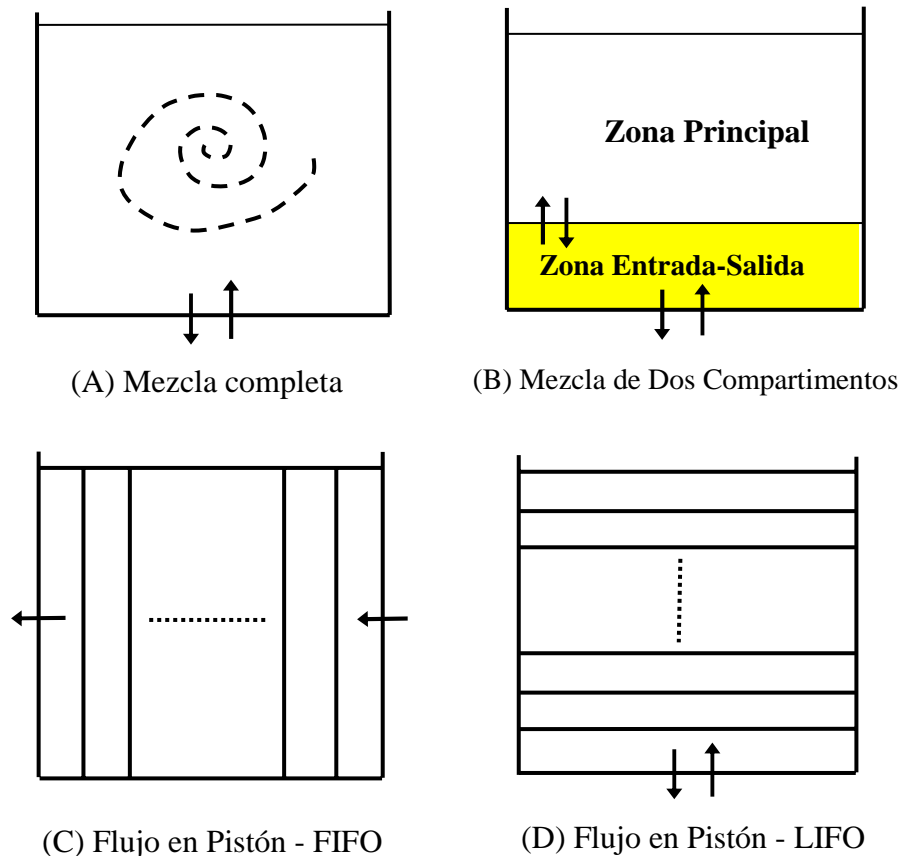 Zona Principal
Zona Entrada-Salida
(A) Mezcla completa
(B) Mezcla de Dos Compartimentos
(C) Flujo en Pistón - FIFO
(D) Flujo en Pistón - LIFO